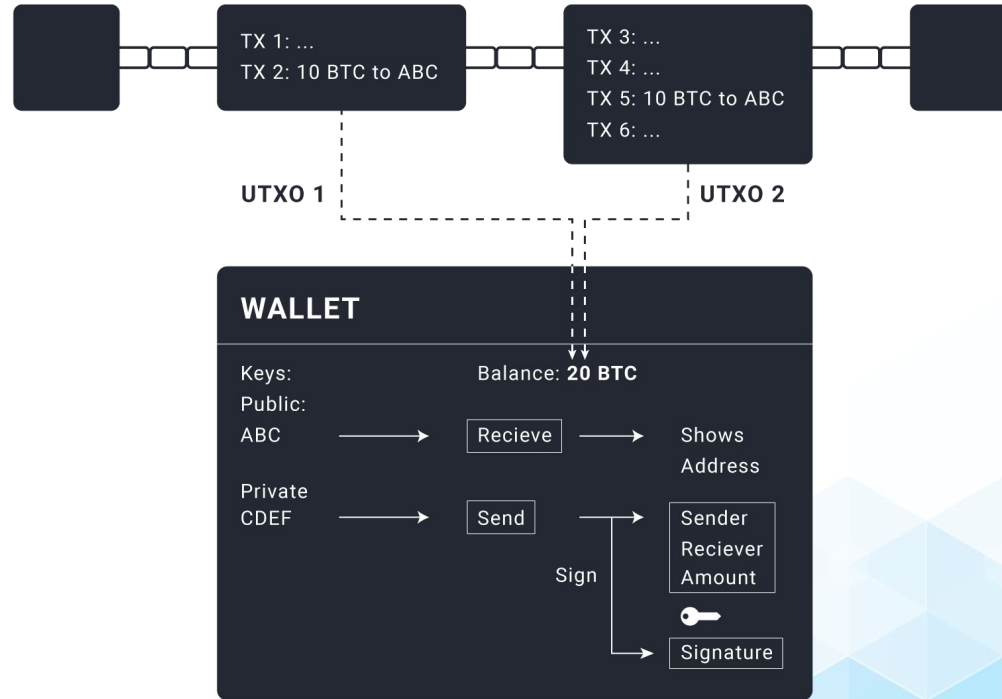 TX 1: ...
TX 2: 10 BTC to ABC
TX 3: ...
TX 4: ...
TX 5: 10 BTC to ABC
TX 6: ...
UTXO 1
UTXO 2
WALLET
Keys:
Balance: 20 BTC
Public:
ABC
Recieve
Shows
Address
Private
CDEF
Send
Sender
Reciever
Amount
Sign
Signature